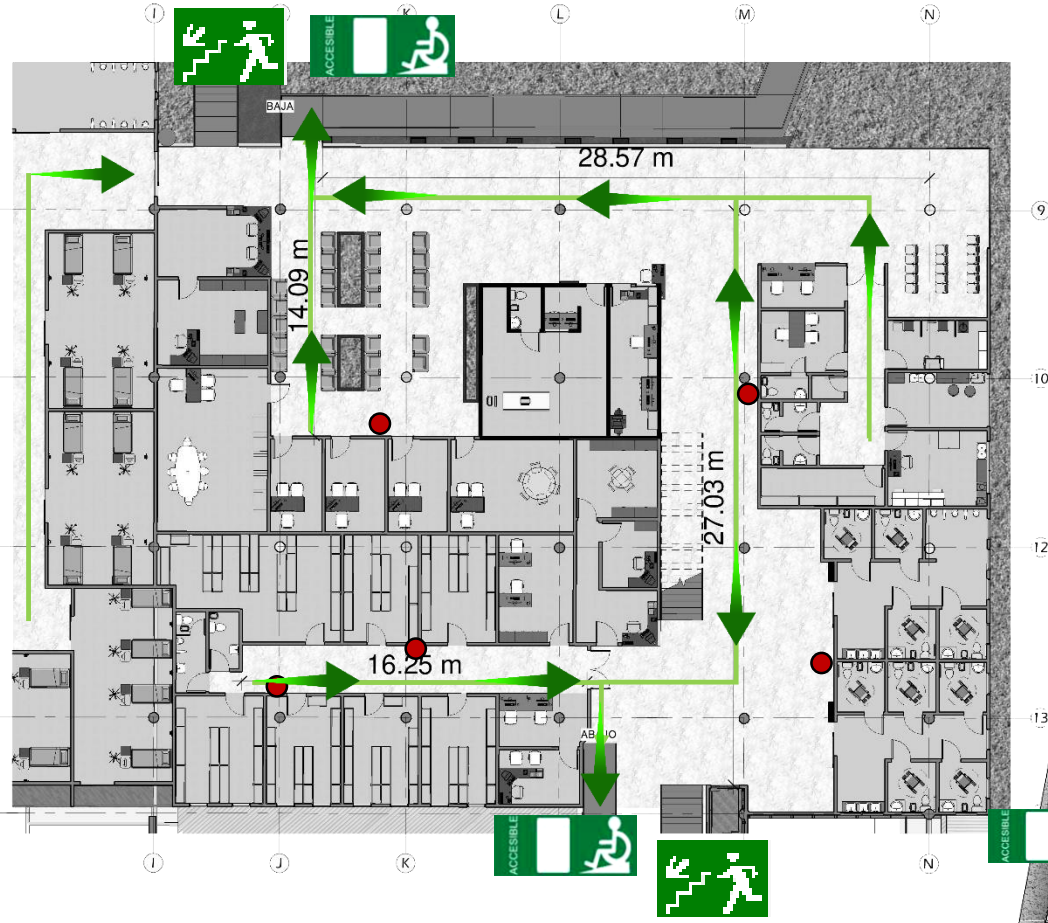 I
J
K
L
M
N
ACCESIBLE
BAJA
28.57 m
9
14.09 m
10
27.03 m
12
16.25 m
13
ABAJO
ACCESIBLE
ACCESIBLE
I
J
K
N